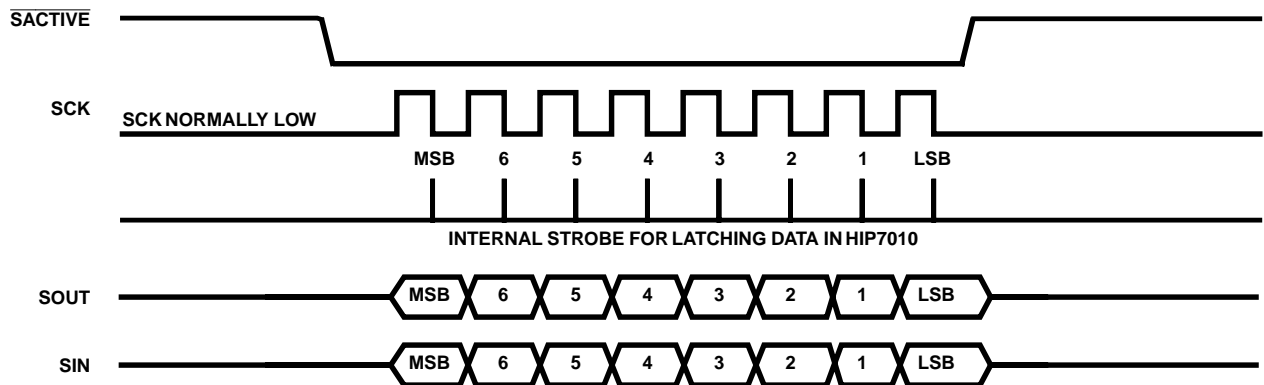 SACTIVE
SCK
SCK NORMALLY LOW
MSB 6 5 4 3 2 1 LSB
INTERNAL STROBE FOR LATCHING DATA IN HIP7010
SOUT MSB 6 5 4 3 2 1 LSB
SIN MSB 6 5 4 3 2 1 LSB